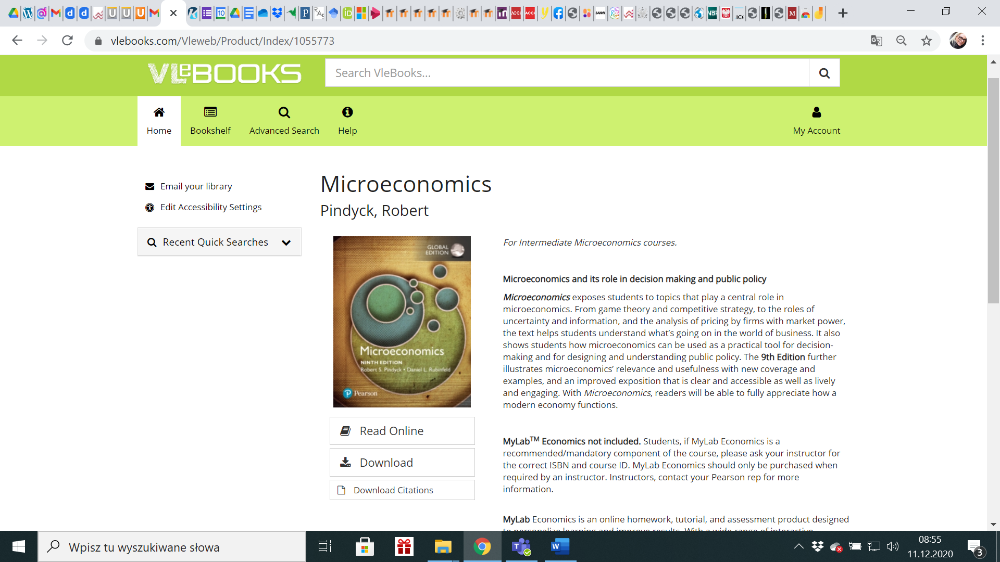 vlebooks.com/Vleweb/Product/Index/1055773
VLeBOOKS
Search VleBooks...
Home
Bookshelf
Advanced Search
Help
My Account
Email your library
Edit Accessibility Settings
Recent Quick Searches
Microeconomics
Pindyck, Robert
GLOBAL
EDITION
Microeconomics
NINTH EDITION
Robert S. Pindyck • Daniel L. Rubinfeld
Pearson
Read Online
Download
Download Citations
For Intermediate Microeconomics courses.
Microeconomics and its role in decision making and public policy
Microeconomics exposes students to topics that play a central role in
microeconomics. From game theory and competitive strategy, to the roles of
uncertainty and information, and the analysis of pricing by firms with market power,
the text helps students understand what’s going on in the world of business. It also
shows students how microeconomics can be used as a practical tool for decision-
making and for designing and understanding public policy. The 9th Edition further
illustrates microeconomics’ relevance and usefulness with new coverage and
examples, and an improved exposition that is clear and accessible as well as lively
and engaging. With Microeconomics, readers will be able to fully appreciate how a
modern economy functions.
MyLab™ Economics not included. Students, if MyLab Economics is a
recommended/mandatory component of the course, please ask your instructor for
the correct ISBN and course ID. MyLab Economics should only be purchased when
required by an instructor. Instructors, contact your Pearson rep for more
information.
MyLab Economics is an online homework, tutorial, and assessment product designed
to personalize learning and improve results. With a wide range of interactive,
Wpisz tu wyszukiwane słowa
08:55
11.12.2020
3